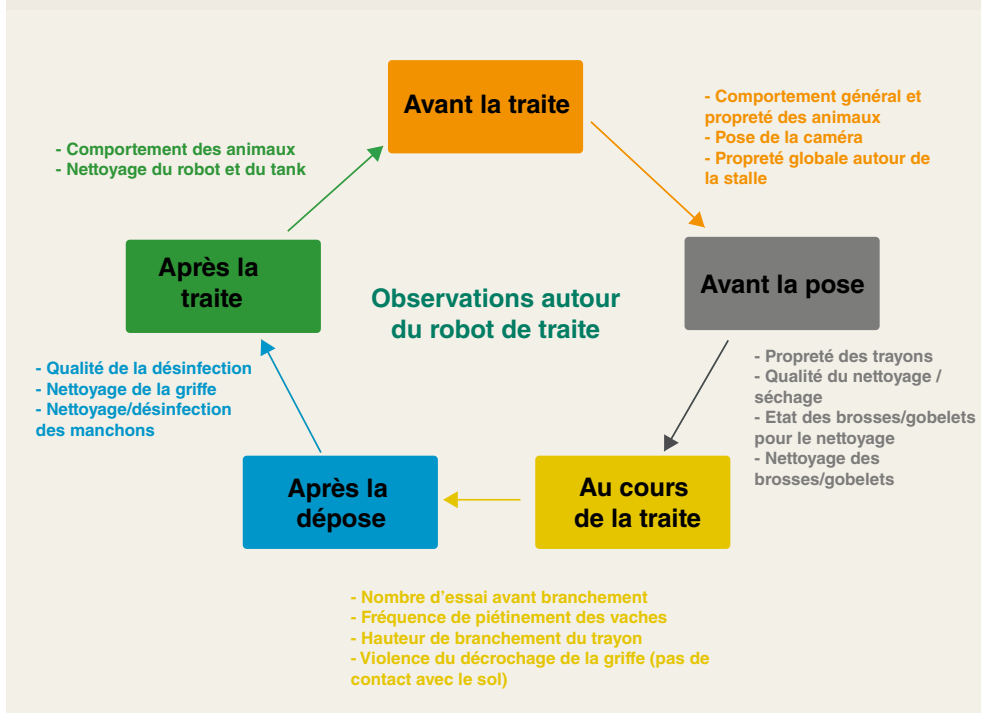 Avant la traite
- Comportement général et
propreté des animaux
- Pose de la caméra
- Propreté globale autour de
la stalle
Avant la pose
- Propreté des trayons
- Qualité du nettoyage /
séchage
- Etat des brosses/gobelets
pour le nettoyage
- Nettoyage des
brosses/gobelets
Au cours
de la traite
- Nombre d'essai avant branchement
- Fréquence de piétinement des vaches
- Hauteur de branchement du trayon
- Violence du décrochage de la griffe (pas de
contact avec le sol)
Après la
dépose
- Qualité de la désinfection
- Nettoyage de la griffe
- Nettoyage/désinfection
des manchons
Après la
traite
- Comportement des animaux
- Nettoyage du robot et du tank
Observations autour
du robot de traite